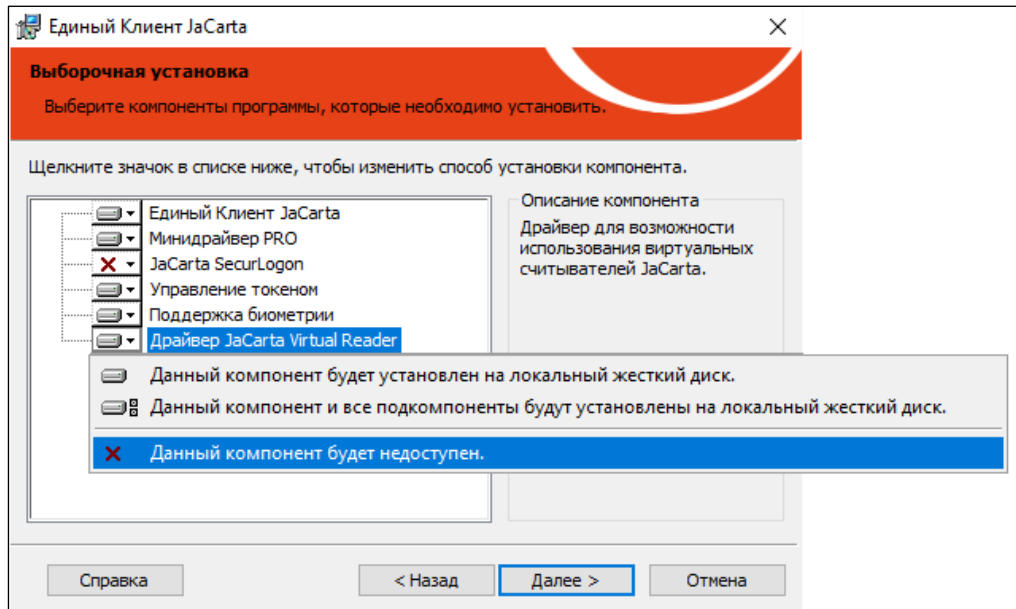 Единый Клиент JaCarta
Выборочная установка
Выберите компоненты программы, которые необходимо установить.
Щелкните значок в списке ниже, чтобы изменить способ установки компонента.
Единый Клиент JaCarta
Минидрайвер PRO
JaCarta SecurLogon
Управление токеном
Поддержка биометрии
Драйвер JaCarta Virtual Reader
Описание компонента
Драйвер для возможности
использования виртуальных
считывателей JaCarta.
Данный компонент будет установлен на локальный жесткий диск.
Данный компонент и все подкомпоненты будут установлены на локальный жесткий диск.
Данный компонент будет недоступен.
Справка
< Назад
Далее >
Отмена